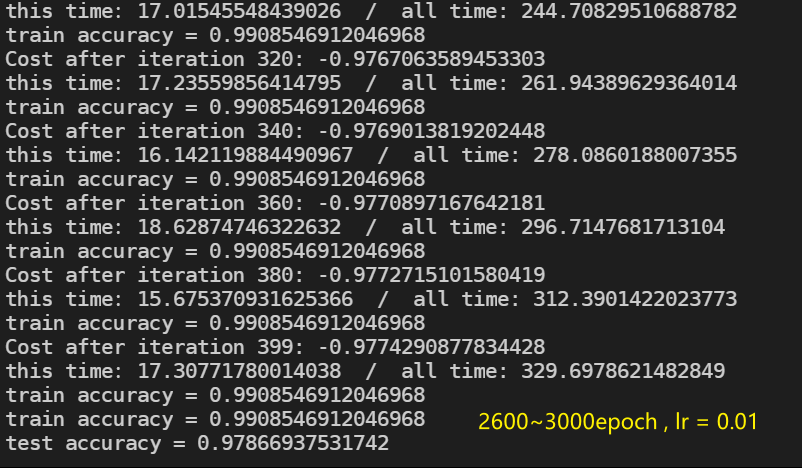 this time: 17.01545548439026  /  all time: 244.70829510688782
train accuracy = 0.9908546912046968
Cost after iteration 320: -0.9767063589453303
this time: 17.23559856414795  /  all time: 261.94389629364014
train accuracy = 0.9908546912046968
Cost after iteration 340: -0.9769013819202448
this time: 16.142119884490967  /  all time: 278.0860188007355
train accuracy = 0.9908546912046968
Cost after iteration 360: -0.9770897167642181
this time: 18.62874746322632  /  all time: 296.7147681713104
train accuracy = 0.9908546912046968
Cost after iteration 380: -0.9772715101580419
this time: 15.675370931625366  /  all time: 312.3901422023773
train accuracy = 0.9908546912046968
Cost after iteration 399: -0.9774290877834428
this time: 17.30771780014038  /  all time: 329.6978621482849
train accuracy = 0.9908546912046968
train accuracy = 0.9908546912046968
2600~3000epoch , lr = 0.01
test accuracy = 0.97866937531742